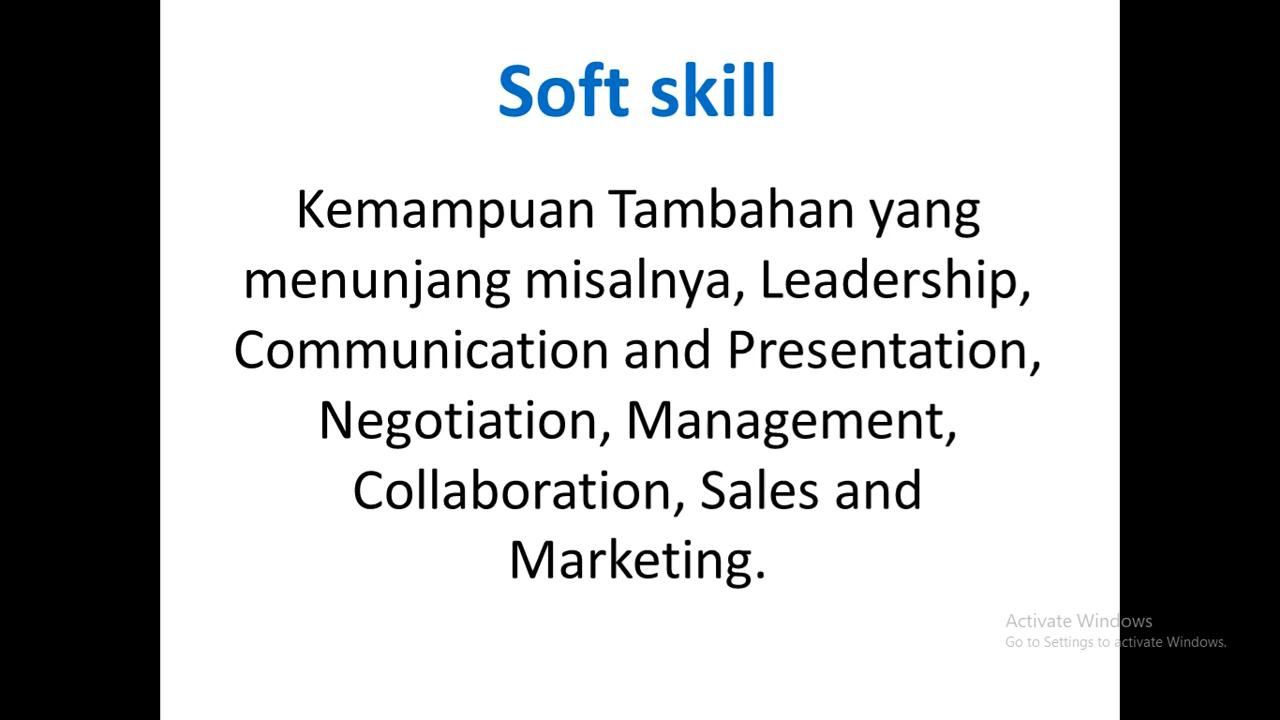 Soft skill
Kemampuan Tambahan yang
menunjang misalnya, Leadership,
Communication and Presentation,
Negotiation, Management,
Collaboration, Sales and
Marketing.
Activate Windows
Go to Settings to activate Windows.